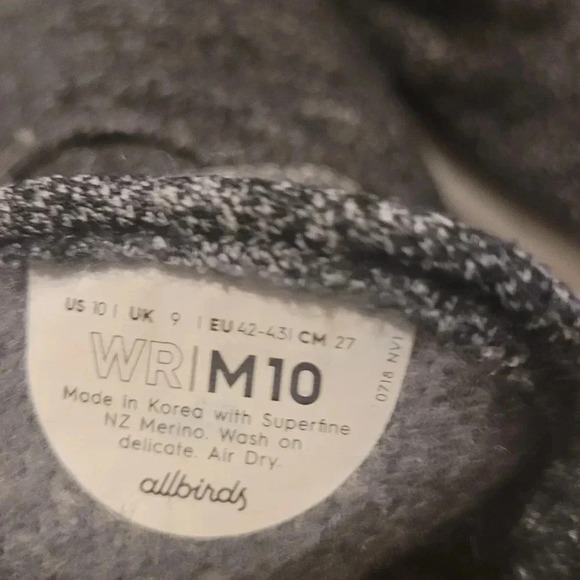 US 10 | UK 9 | EU 42-43 | CM 27
WR|M10
Made in Korea with Superfine
NZ Merino. Wash on
delicate. Air Dry.
allbirds
0718 NV1